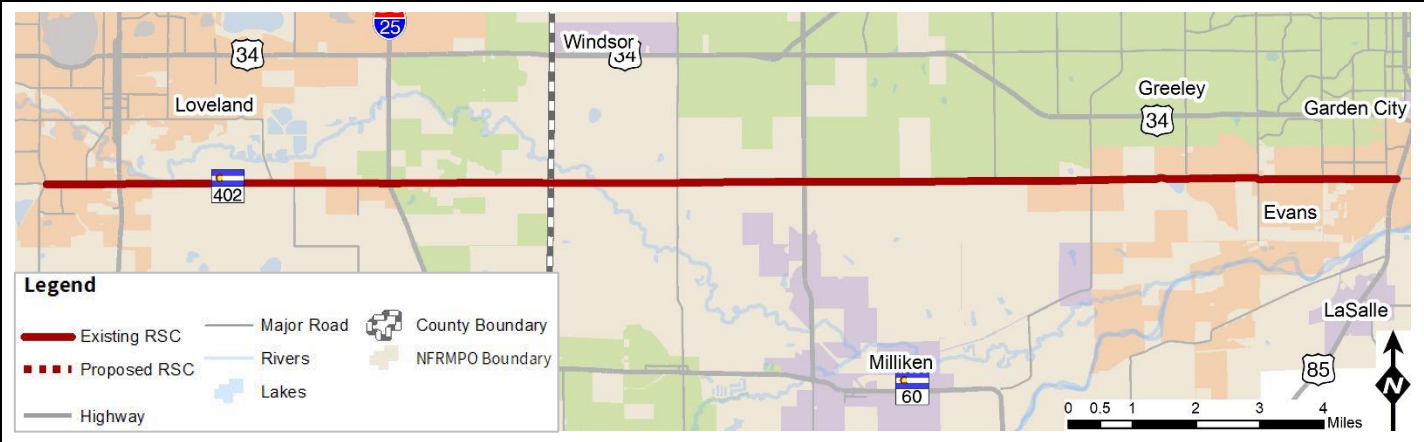 25
34
Windsor
34
Loveland
Greeley
34
Garden City
402
Evans
LaSalle
85
Milliken
60
Legend
Existing RSC
Proposed RSC
Highway
Major Road
Rivers
Lakes
County Boundary
NFRMPO Boundary
0 0.5 1 2 3 4
Miles
N